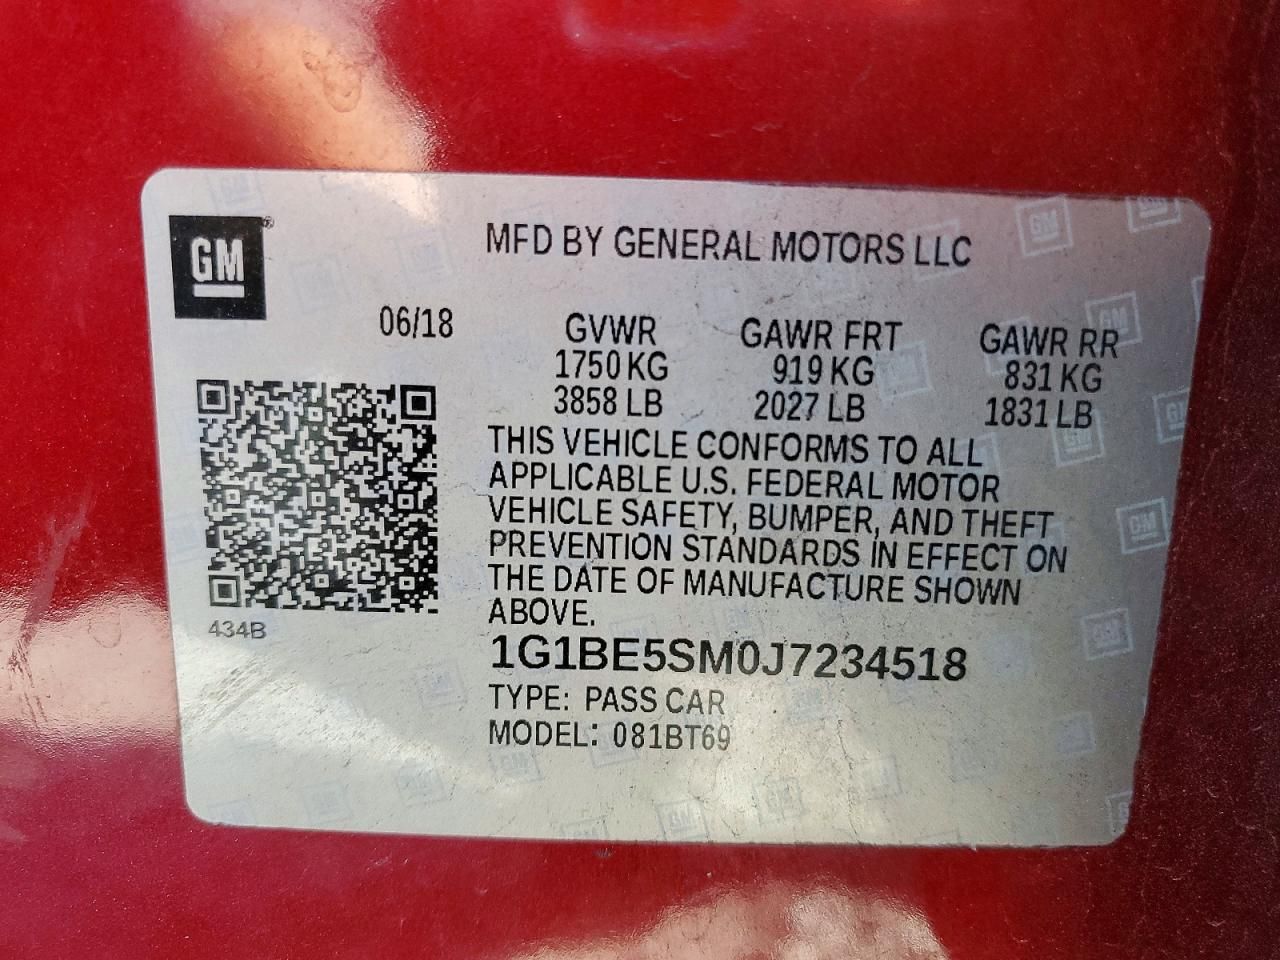 GM®
MFD BY GENERAL MOTORS LLC
06/18
GVWR GAWR FRT GAWR RR
1750 KG 919 KG 831 KG
3858 LB 2027 LB 1831 LB
THIS VEHICLE CONFORMS TO ALL
APPLICABLE U.S. FEDERAL MOTOR
VEHICLE SAFETY, BUMPER, AND THEFT
PREVENTION STANDARDS IN EFFECT ON
THE DATE OF MANUFACTURE SHOWN
ABOVE.
434B
1G1BE5SM0J7234518
TYPE: PASS CAR
MODEL: 081BT69